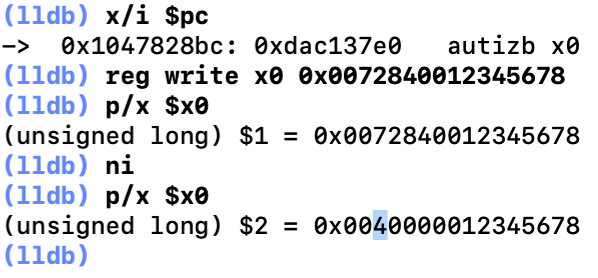 (lldb) x/i $pc
-> 0x1047828bc: 0xdac137e0 autizb x0
(lldb) reg write x0 0x0072840012345678
(lldb) p/x $x0
(unsigned long) $1 = 0x0072840012345678
(lldb) ni
(lldb) p/x $x0
(unsigned long) $2 = 0x0040000012345678
(lldb)